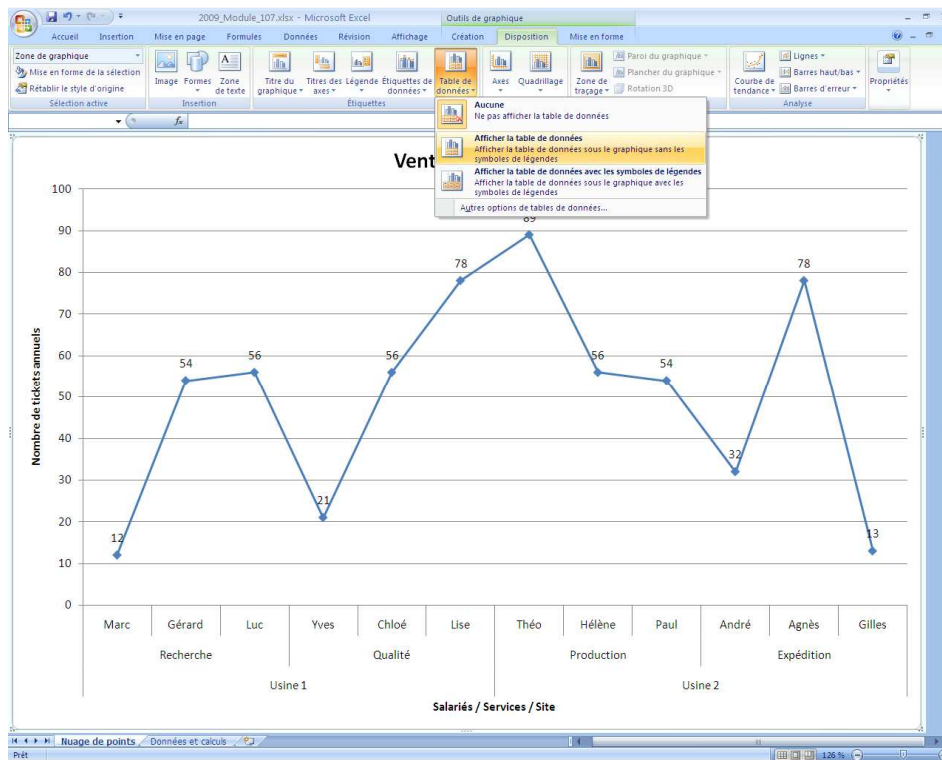 2009_Module_107.xlsx - Microsoft Excel
Outils de graphique
Accueil Insertion Mise en page Formules Données Révision Affichage Création Disposition Mise en forme
Zone de graphique
Mise en forme de la sélection
Rétablir le style d'origine
Sélection active
Image Formes Zone de texte
Insertion
Titre du graphique
Titres des axes
Légende
Étiquettes de données
Table de données
Étiquettes
Axes Quadrillage
Zone de traçage
Paroi du graphique
Plancher du graphique
Rotation 3D
Courbe de tendance
Lignes
Barres haut/bas
Barres d'erreur
Analyse
Propriétés
fx
Aucune
Ne pas afficher la table de données
Afficher la table de données
Afficher la table de données sous le graphique sans les
symboles de légendes
Afficher la table de données avec les symboles de légendes
Afficher la table de données sous le graphique avec les
symboles de légendes
Autres options de tables de données...
Vent
Nombre de tickets annuels
100
90
80
70
60
50
40
30
20
10
0
12 54 56 21 56 78 89 56 54 32 78 13
Marc Gérard Luc Yves Chloé Lise Théo Hélène Paul André Agnès Gilles
Recherche Qualité Production Expédition
Usine 1 Usine 2
Salariés / Services / Site
Nuage de points Données et calculs
Prêt
126 %